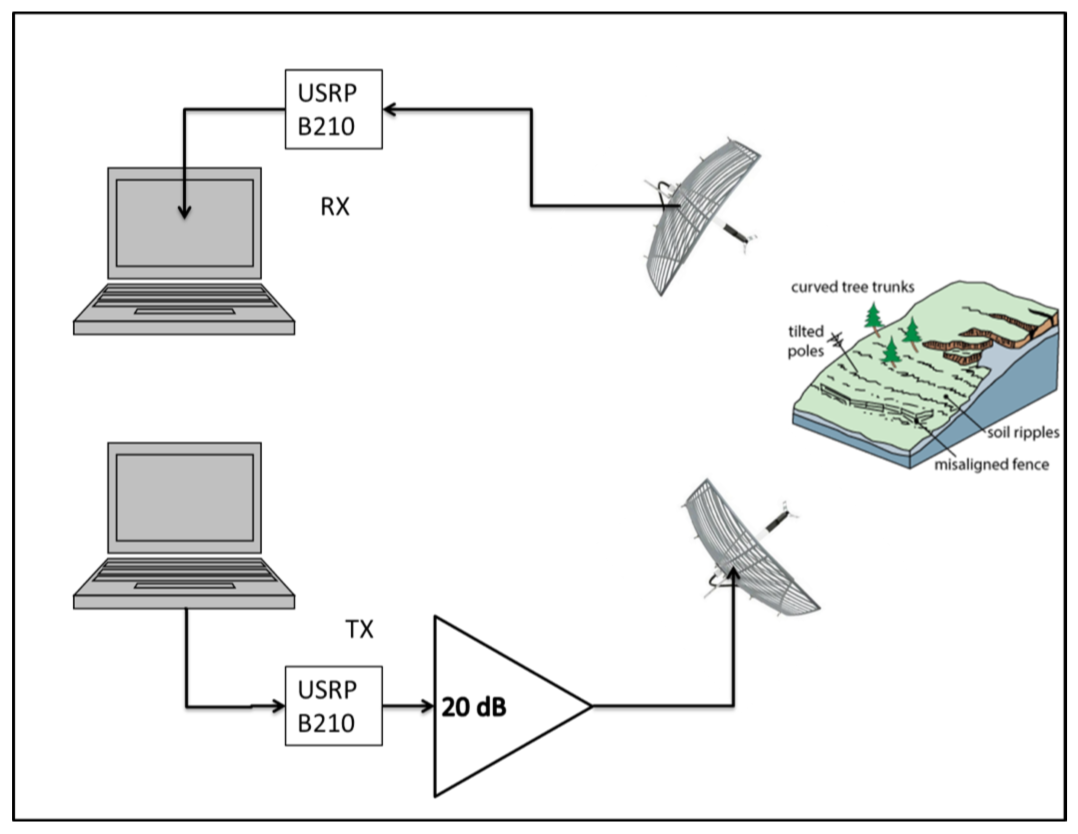 USRP
B210
RX
curved tree trunks
tilted
poles
soil ripples
misaligned fence
TX
USRP
B210
20 dB